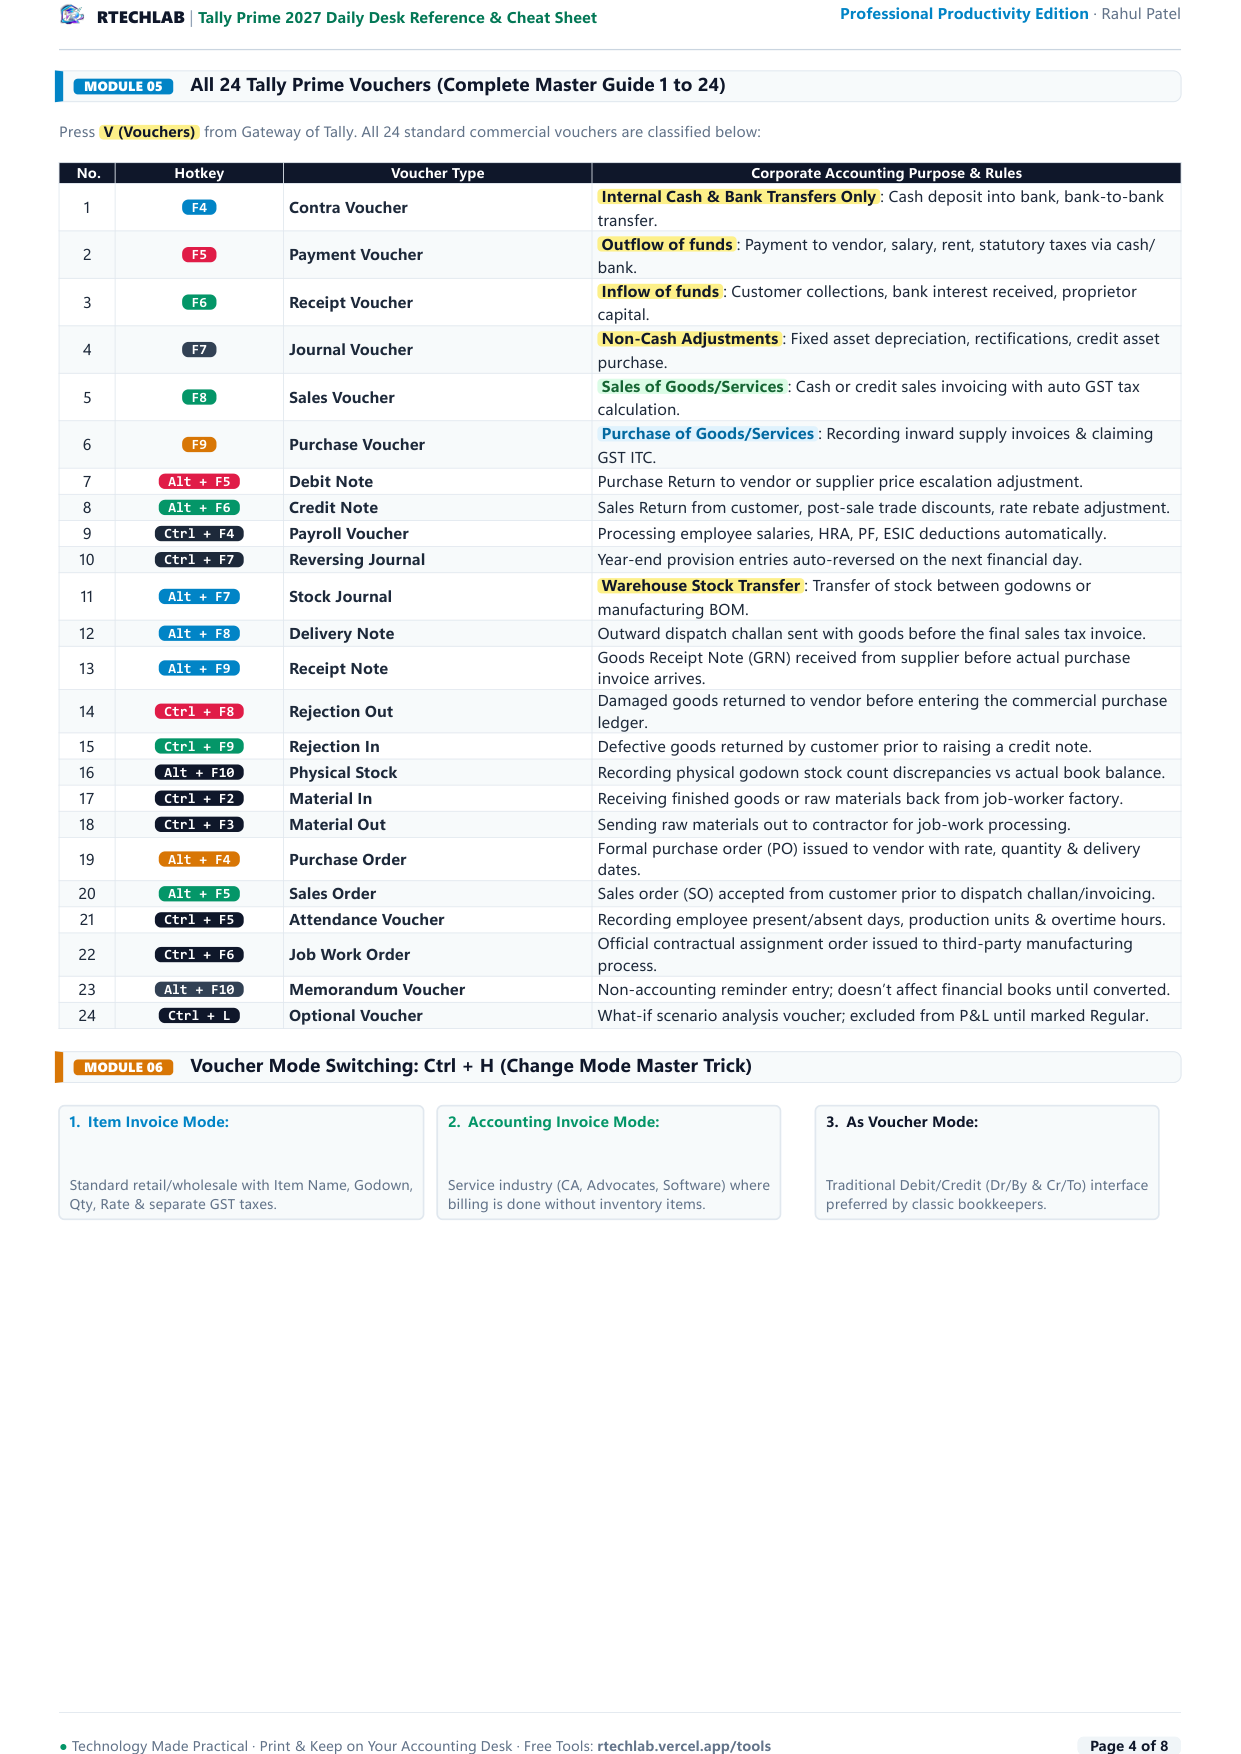 RTECHLAB | Tally Prime 2027 Daily Desk Reference & Cheat Sheet
Professional Productivity Edition · Rahul Patel
MODULE 05 All 24 Tally Prime Vouchers (Complete Master Guide 1 to 24)
Press V (Vouchers) from Gateway of Tally. All 24 standard commercial vouchers are classified below:
No. Hotkey Voucher Type Corporate Accounting Purpose & Rules
1 F4 Contra Voucher Internal Cash & Bank Transfers Only : Cash deposit into bank, bank-to-bank
transfer.
2 F5 Payment Voucher Outflow of funds : Payment to vendor, salary, rent, statutory taxes via cash/
bank.
3 F6 Receipt Voucher Inflow of funds : Customer collections, bank interest received, proprietor
capital.
4 F7 Journal Voucher Non-Cash Adjustments : Fixed asset depreciation, rectifications, credit asset
purchase.
5 F8 Sales Voucher Sales of Goods/Services : Cash or credit sales invoicing with auto GST tax
calculation.
6 F9 Purchase Voucher Purchase of Goods/Services : Recording inward supply invoices & claiming
GST ITC.
7 Alt + F5 Debit Note Purchase Return to vendor or supplier price escalation adjustment.
8 Alt + F6 Credit Note Sales Return from customer, post-sale trade discounts, rate rebate adjustment.
9 Ctrl + F4 Payroll Voucher Processing employee salaries, HRA, PF, ESIC deductions automatically.
10 Ctrl + F7 Reversing Journal Year-end provision entries auto-reversed on the next financial day.
11 Alt + F7 Stock Journal Warehouse Stock Transfer : Transfer of stock between godowns or
manufacturing BOM.
12 Alt + F8 Delivery Note Outward dispatch challan sent with goods before the final sales tax invoice.
13 Alt + F9 Receipt Note Goods Receipt Note (GRN) received from supplier before actual purchase
invoice arrives.
14 Ctrl + F8 Rejection Out Damaged goods returned to vendor before entering the commercial purchase
ledger.
15 Ctrl + F9 Rejection In Defective goods returned by customer prior to raising a credit note.
16 Alt + F10 Physical Stock Recording physical godown stock count discrepancies vs actual book balance.
17 Ctrl + F2 Material In Receiving finished goods or raw materials back from job-worker factory.
18 Ctrl + F3 Material Out Sending raw materials out to contractor for job-work processing.
19 Alt + F4 Purchase Order Formal purchase order (PO) issued to vendor with rate, quantity & delivery
dates.
20 Alt + F5 Sales Order Sales order (SO) accepted from customer prior to dispatch challan/invoicing.
21 Ctrl + F5 Attendance Voucher Recording employee present/absent days, production units & overtime hours.
22 Ctrl + F6 Job Work Order Official contractual assignment order issued to third-party manufacturing
process.
23 Alt + F10 Memorandum Voucher Non-accounting reminder entry; doesn’t affect financial books until converted.
24 Ctrl + L Optional Voucher What-if scenario analysis voucher; excluded from P&L until marked Regular.
MODULE 06 Voucher Mode Switching: Ctrl + H (Change Mode Master Trick)
1. Item Invoice Mode:
Standard retail/wholesale with Item Name, Godown,
Qty, Rate & separate GST taxes.
2. Accounting Invoice Mode:
Service industry (CA, Advocates, Software) where
billing is done without inventory items.
3. As Voucher Mode:
Traditional Debit/Credit (Dr/By & Cr/To) interface
preferred by classic bookkeepers.
● Technology Made Practical · Print & Keep on Your Accounting Desk · Free Tools: rtechlab.vercel.app/tools
Page 4 of 8